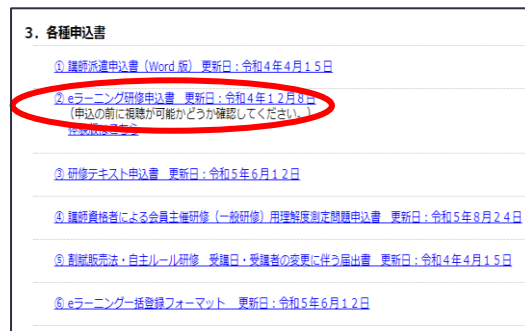 3．各種申込書
① 講師派遣申込書（Word 版） 更新日：令和４年４月１５日
② eラーニング研修申込書　更新日：令和４年１２月８日
（申込の前に視聴が可能かどうか確認してください。）
③ 研修テキスト申込書　更新日：令和５年６月１２日
④ 講師資格者による会員主催研修（一般研修）用理解度測定問題申込書　更新日：令和５年８月２４日
⑤ 割賦販売法・自主ルール研修　受講日・受講者の変更に伴う届出書　更新日：令和４年４月１５日
⑥ eラーニング一括登録フォーマット　更新日：令和５年６月１２日